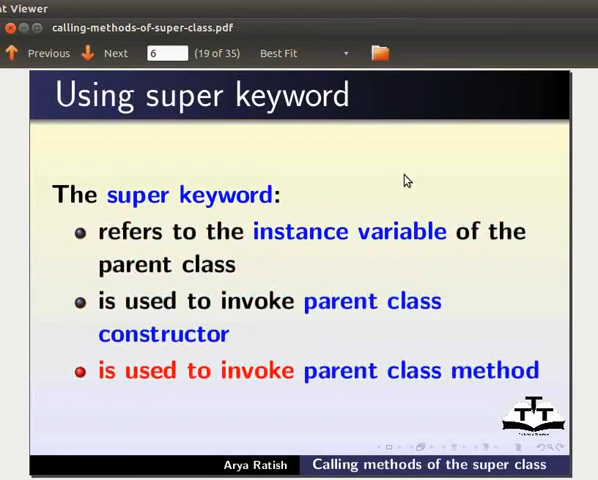 nt Viewer
calling-methods-of-super-class.pdf
Previous Next 6 (19 of 35) Best Fit
Using super keyword
The super keyword:
refers to the instance variable of the
parent class
is used to invoke parent class
constructor
is used to invoke parent class method
Arya Ratish Calling methods of the super class